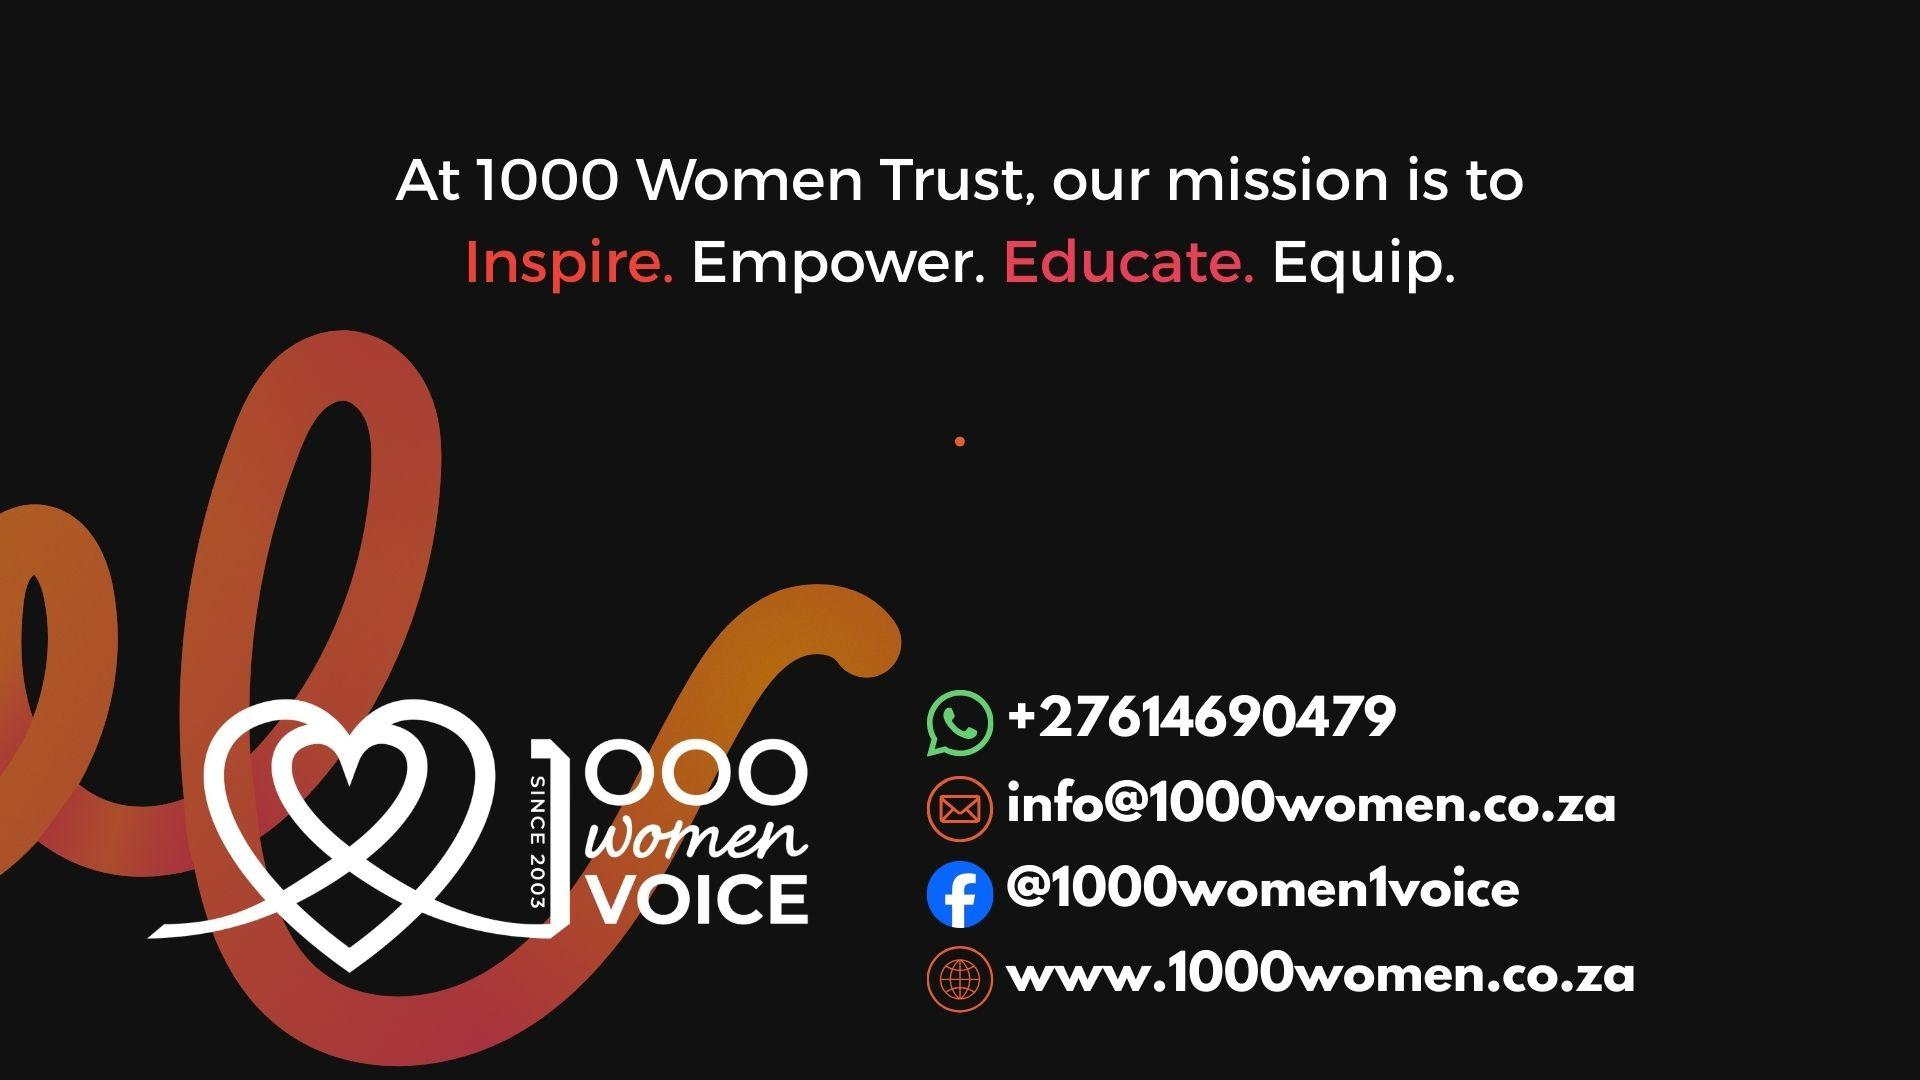 At 1000 Women Trust, our mission is to
Inspire. Empower. Educate. Equip.
1000
women
VOICE
SINCE 2003
+27614690479
info@1000women.co.za
@1000women1voice
www.1000women.co.za